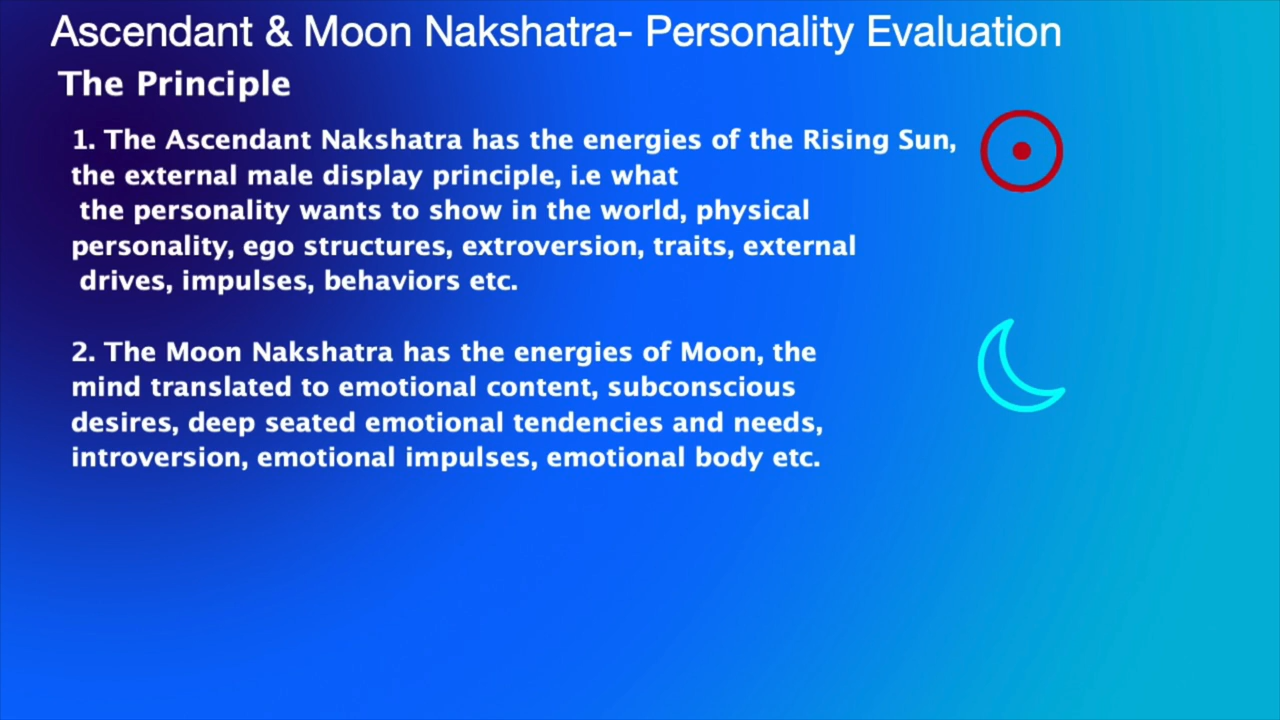 Ascendant & Moon Nakshatra- Personality Evaluation
The Principle
1. The Ascendant Nakshatra has the energies of the Rising Sun,
the external male display principle, i.e what
the personality wants to show in the world, physical
personality, ego structures, extroversion, traits, external
drives, impulses, behaviors etc.
2. The Moon Nakshatra has the energies of Moon, the
mind translated to emotional content, subconscious
desires, deep seated emotional tendencies and needs,
introversion, emotional impulses, emotional body etc.